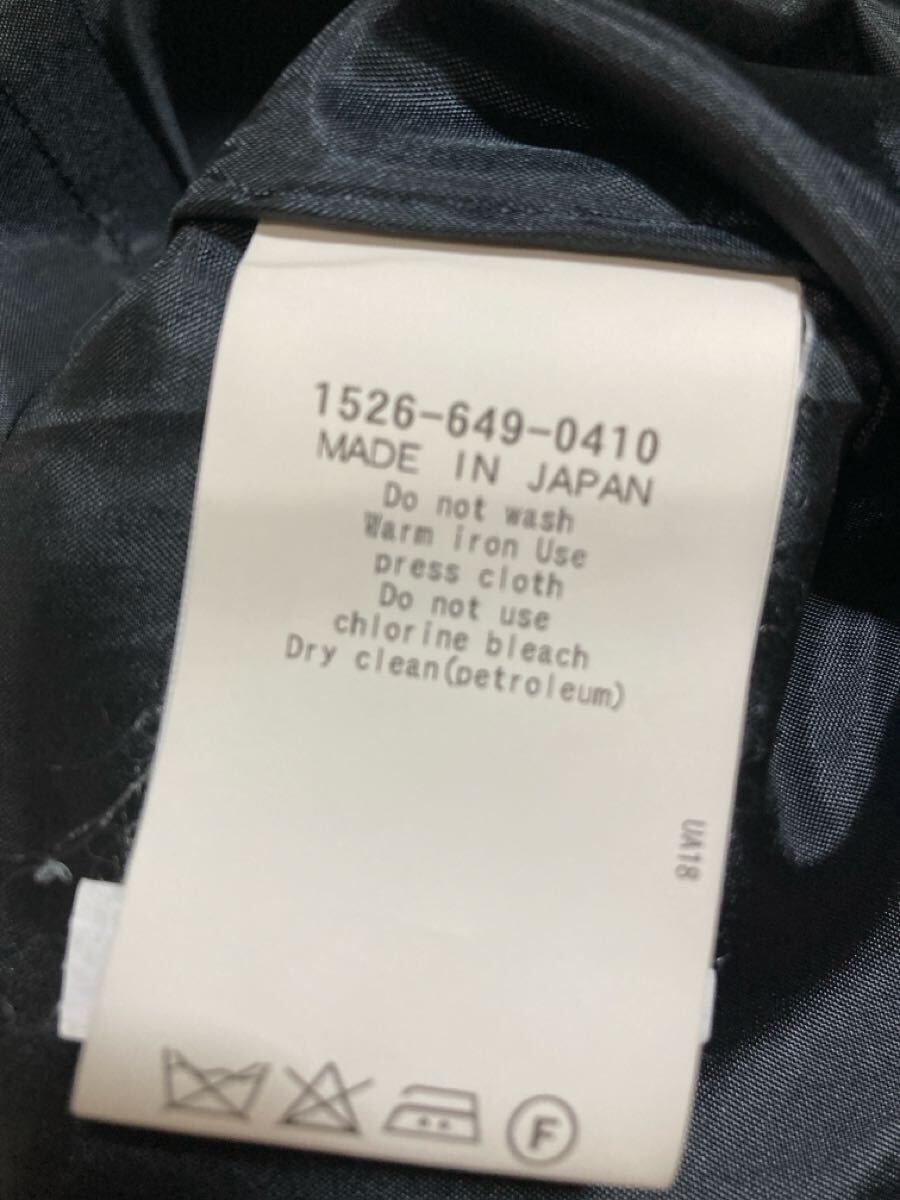 1526-649-0410
MADE IN JAPAN
Do not wash
Warm iron Use
press cloth
Do not use
chlorine bleach
Dry clean(petroleum)
UA18
F